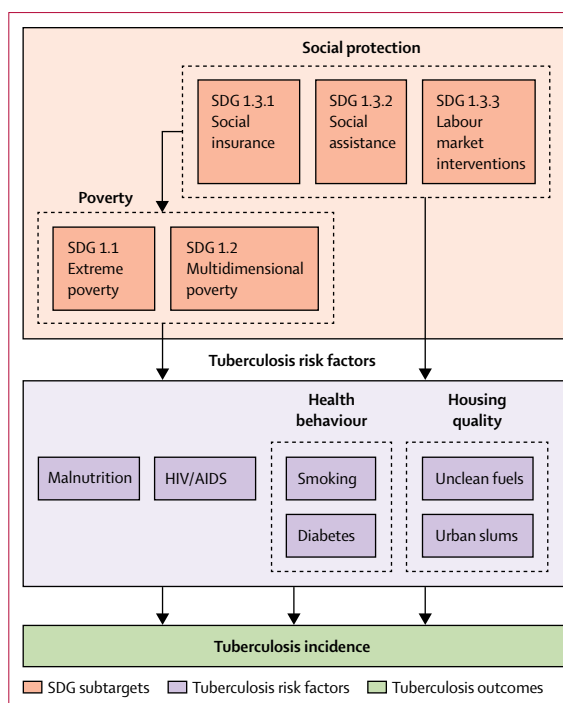 Social protection
SDG 1.3.1
Social
insurance
SDG 1.3.2
Social
assistance
SDG 1.3.3
Labour
market
interventions
Poverty
SDG 1.1
Extreme
poverty
SDG 1.2
Multidimensional
poverty
Tuberculosis risk factors
Malnutrition
HIV/AIDS
Health
behaviour
Smoking
Diabetes
Housing
quality
Unclean fuels
Urban slums
Tuberculosis incidence
SDG subtargets
Tuberculosis risk factors
Tuberculosis outcomes